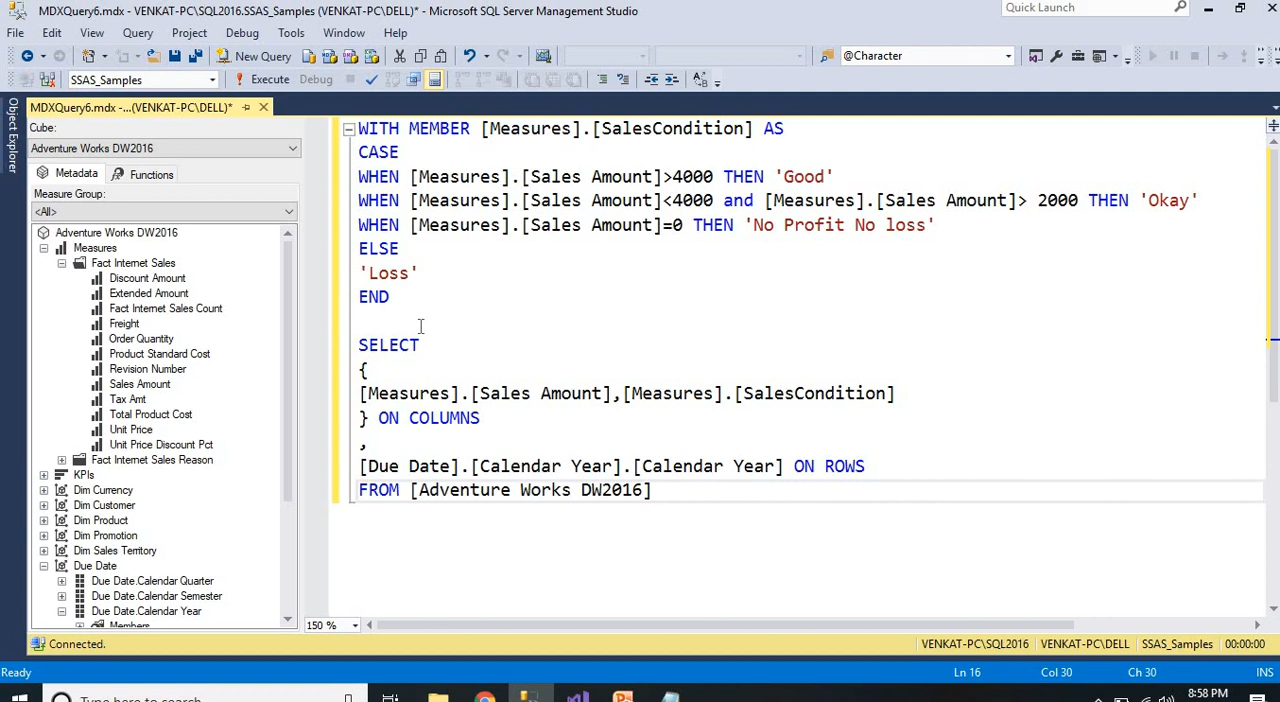 MDXQuery6.mdx - VENKAT-PC\SQL2016.SSAS_Samples (VENKAT-PC\DELL)* - Microsoft SQL Server Management Studio
Quick Launch
File Edit View Query Project Debug Tools Window Help
New Query
@Character
SSAS_Samples
Execute Debug
MDXQuery6.mdx -...(VENKAT-PC\DELL)*
Object Explorer
Cube:
Adventure Works DW2016
Metadata
Functions
Measure Group:
<All>
Adventure Works DW2016
Measures
Fact Internet Sales
Discount Amount
Extended Amount
Fact Internet Sales Count
Freight
Order Quantity
Product Standard Cost
Revision Number
Sales Amount
Tax Amt
Total Product Cost
Unit Price
Unit Price Discount Pct
Fact Internet Sales Reason
KPIs
Dim Currency
Dim Customer
Dim Product
Dim Promotion
Dim Sales Territory
Due Date
Due Date.Calendar Quarter
Due Date.Calendar Semester
Due Date.Calendar Year
Members
WITH MEMBER [Measures].[SalesCondition] AS
CASE
WHEN [Measures].[Sales Amount]>4000 THEN 'Good'
WHEN [Measures].[Sales Amount]<4000 and [Measures].[Sales Amount]> 2000 THEN 'Okay'
WHEN [Measures].[Sales Amount]=0 THEN 'No Profit No loss'
ELSE
'Loss'
END
SELECT
{
[Measures].[Sales Amount],[Measures].[SalesCondition]
} ON COLUMNS
,
[Due Date].[Calendar Year].[Calendar Year] ON ROWS
FROM [Adventure Works DW2016]
150 %
Connected.
VENKAT-PC\SQL2016 VENKAT-PC\DELL SSAS_Samples 00:00:00
Ready
Ln 16 Col 30 Ch 30 INS
Type here to search
8:58 PM